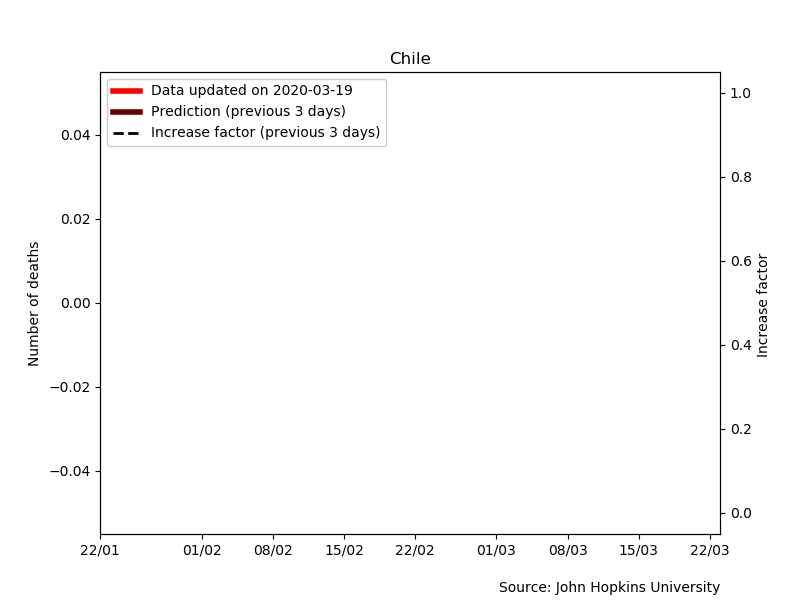 Chile
Data updated on 2020-03-19
Prediction (previous 3 days)
Increase factor (previous 3 days)
Number of deaths
0.04
0.02
0.00
−0.02
−0.04
1.0
0.8
0.6
0.4
0.2
0.0
Increase factor
22/01 01/02 08/02 15/02 22/02 01/03 08/03 15/03 22/03
Source: John Hopkins University